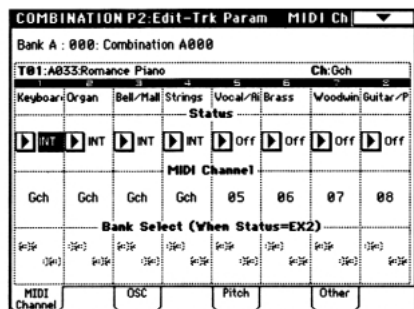 COMBINATION P2:Edit-Trk Param MIDI Ch
Bank A : 000: Combination A000
T01:A033:Romance Piano Ch:Gch
1 2 3 4 5 6 7 8
Keyboar Organ Bell/Mall Strings Vocal/Ai Brass Woodwin Guitar/P
Status
INT INT INT INT Off Off Off Off
MIDI Channel
Gch Gch Gch Gch 05 06 07 08
Bank Select (When Status=EX2)
MIDI Channel OSC Pitch Other